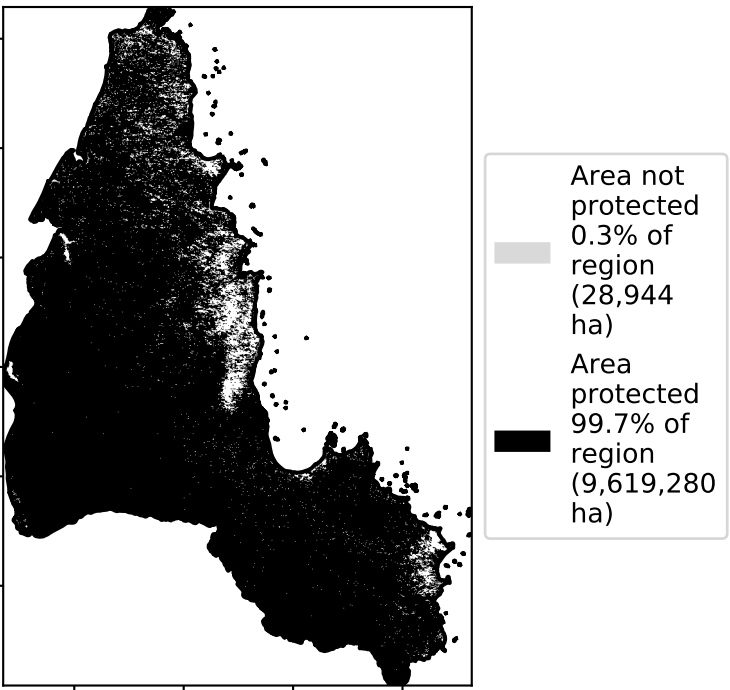 Area not
protected
0.3% of
region
(28,944
ha)
Area
protected
99.7% of
region
(9,619,280
ha)